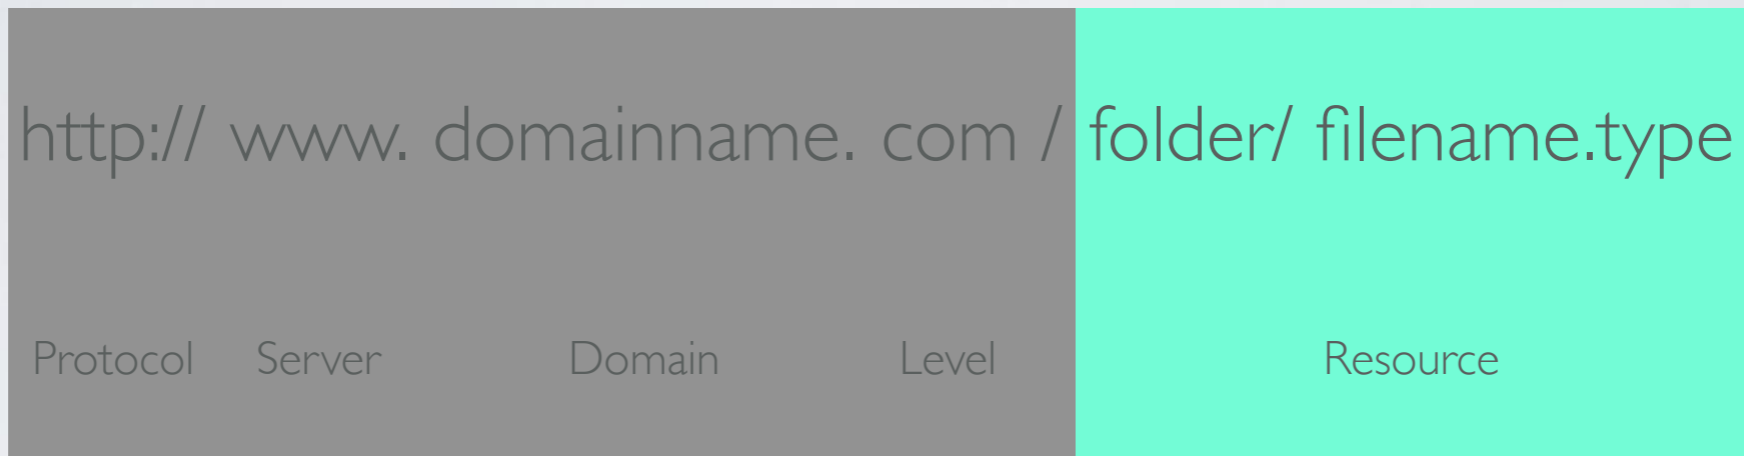 http:// www. domainname. com / folder/ filename.type
Protocol Server Domain Level Resource